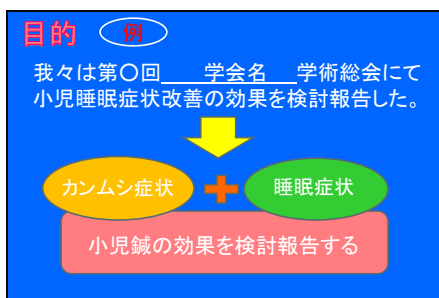 目的 例
我々は第〇回___学会名__学術総会にて
小児睡眠症状改善の効果を検討報告した。
カンムシ症状 + 睡眠症状
小児鍼の効果を検討報告する